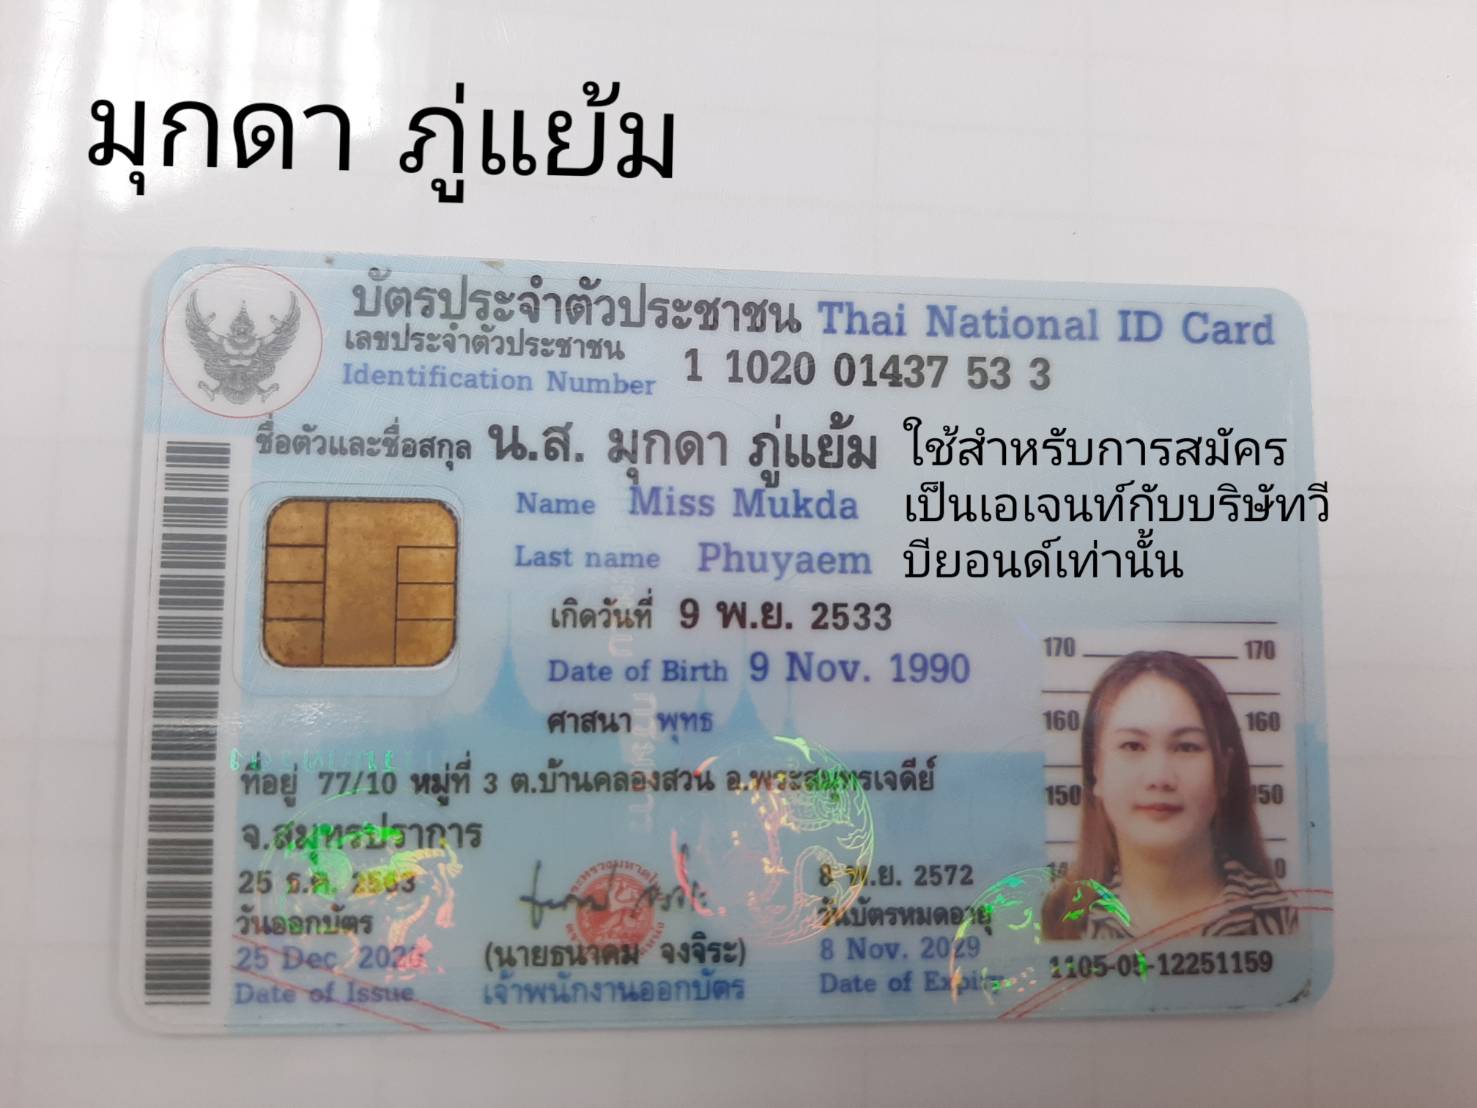 มุกดา ภู่แย้ม
บัตรประจำตัวประชาชน Thai National ID Card
เลขประจำตัวประชาชน
Identification Number 1 1020 01437 53 3
ชื่อตัวและชื่อสกุล น.ส. มุกดา ภู่แย้ม
Name Miss Mukda
Last name Phuyaem
ใช้สำหรับการสมัคร
เป็นเอเจนท์กับบริษัทวี
บียอนด์เท่านั้น
เกิดวันที่ 9 พ.ย. 2533
Date of Birth 9 Nov. 1990
ศาสนา พุทธ
ที่อยู่ 77/10 หมู่ที่ 3 ต.บ้านคลองสวน อ.พระสมุทรเจดีย์
จ.สมุทรปราการ
25 ธ.ค. 2563
วันออกบัตร
25 Dec. 2020
Date of Issue
(นายธนาคม จงจิระ)
เจ้าพนักงานออกบัตร
8 พ.ย. 2572
วันบัตรหมดอายุ
8 Nov. 2029
Date of Expiry
170 170
160 160
150 150
1105-05-12251159